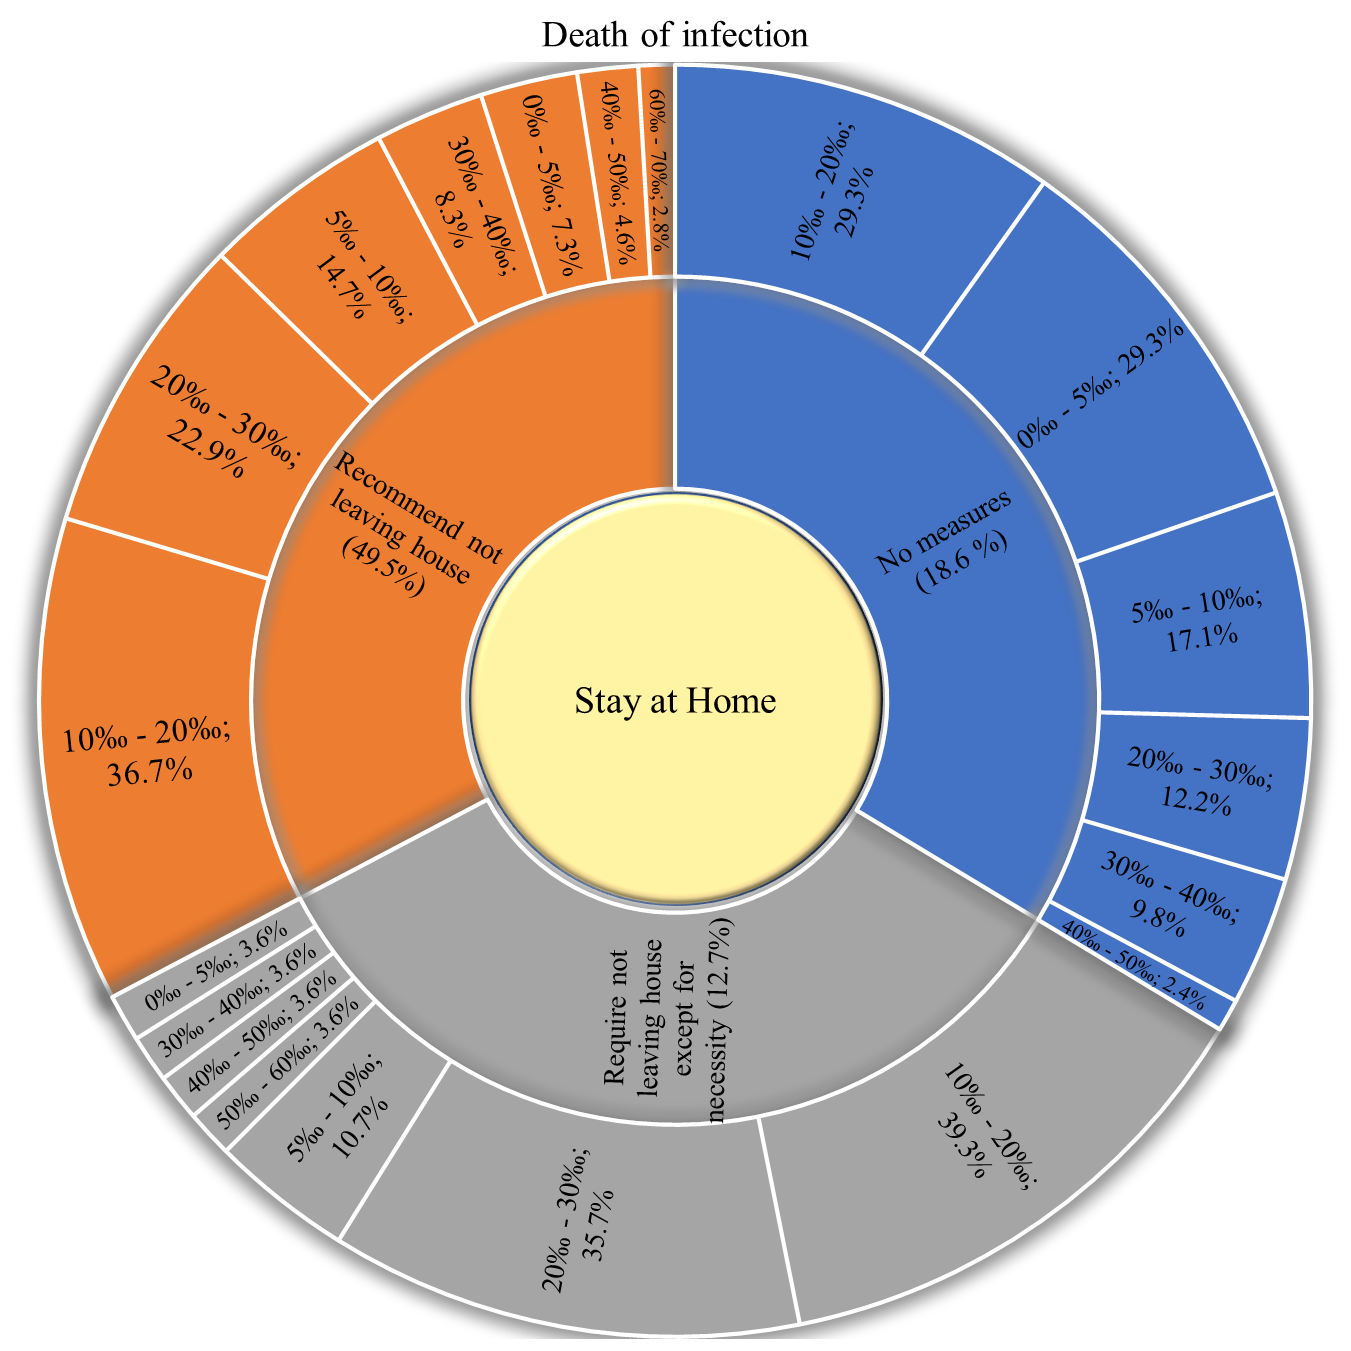 Death of infection
10‰ - 20‰;
29.3%
0‰ - 5‰; 29.3%
5‰ - 10‰;
17.1%
20‰ - 30‰;
12.2%
30‰ - 40‰;
9.8%
40‰ - 50‰; 2.4%
No measures
(18.6 %)
10‰ - 20‰;
39.3%
20‰ - 30‰;
35.7%
5‰ - 10‰;
10.7%
50‰ - 60‰; 3.6%
40‰ - 50‰; 3.6%
30‰ - 40‰; 3.6%
0‰ - 5‰; 3.6%
Require not
leaving house
except for
necessity (12.7%)
10‰ - 20‰;
36.7%
20‰ - 30‰;
22.9%
5‰ - 10‰;
14.7%
30‰ - 40‰;
8.3%
0‰ - 5‰; 7.3%
40‰ - 50‰; 4.6%
60‰ - 70‰; 2.8%
Recommend not
leaving house
(49.5%)
Stay at Home